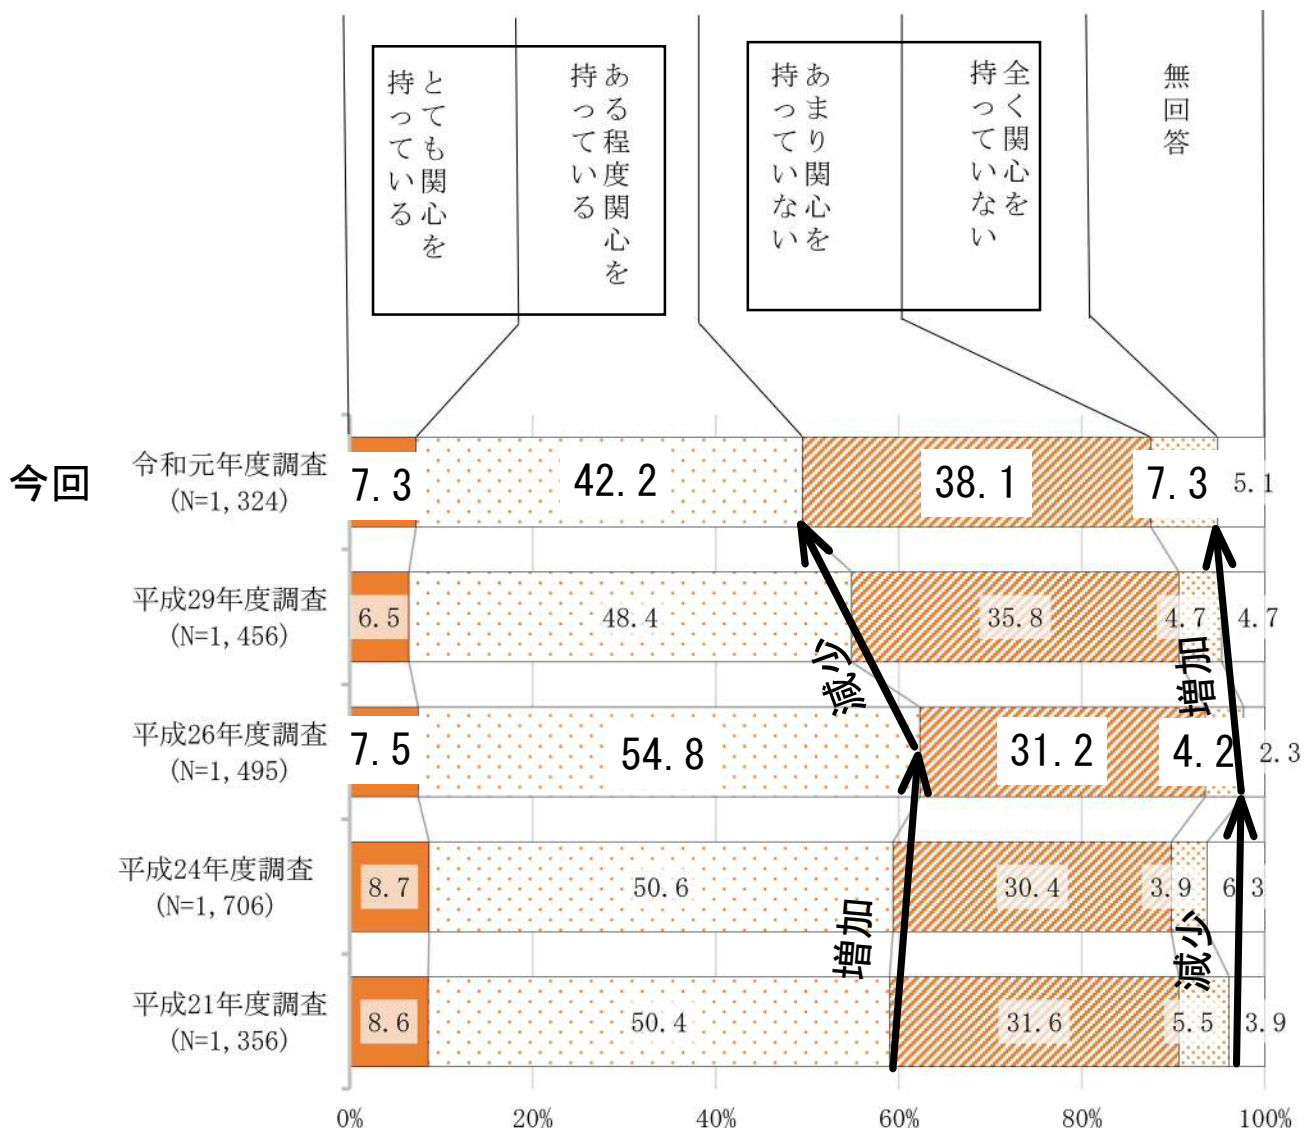 とても関心を
持っている
ある程度関心を
持っている
あまり関心を
持っていない
全く関心を
持っていない
無回答
今回
令和元年度調査
(N=1,324)
7.3
42.2
38.1
7.3
5.1
平成29年度調査
(N=1,456)
6.5
48.4
35.8
4.7
4.7
減少
増加
平成26年度調査
(N=1,495)
7.5
54.8
31.2
4.2
2.3
平成24年度調査
(N=1,706)
8.7
50.6
30.4
3.9
6.3
増加
減少
平成21年度調査
(N=1,356)
8.6
50.4
31.6
5.5
3.9
0%
20%
40%
60%
80%
100%